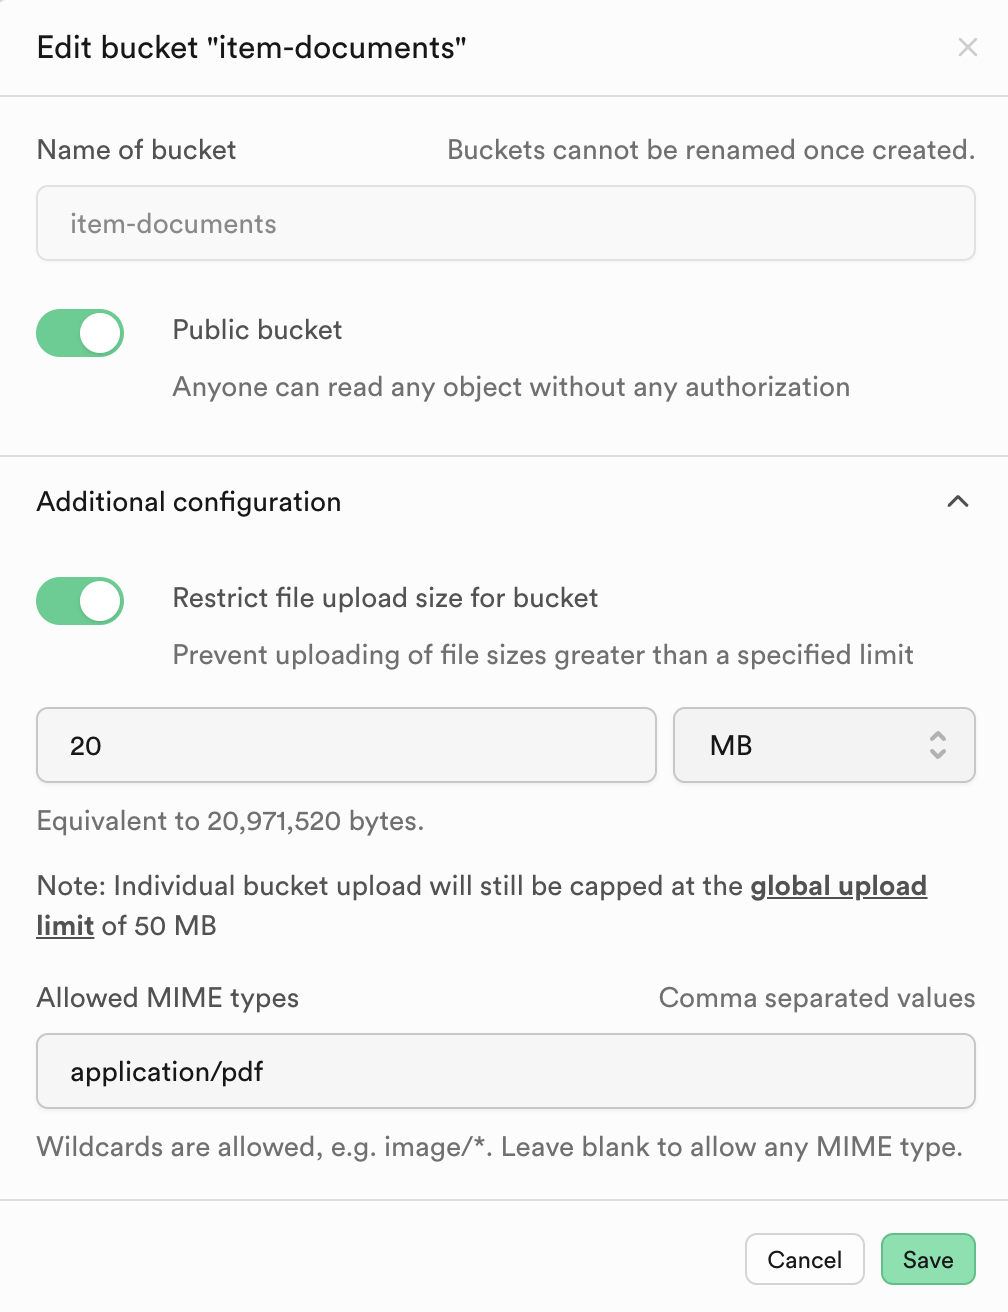 Edit bucket "item-documents"
Name of bucket
Buckets cannot be renamed once created.
item-documents
Public bucket
Anyone can read any object without any authorization
Additional configuration
Restrict file upload size for bucket
Prevent uploading of file sizes greater than a specified limit
20
MB
Equivalent to 20,971,520 bytes.
Note: Individual bucket upload will still be capped at the global upload
limit of 50 MB
Allowed MIME types
Comma separated values
application/pdf
Wildcards are allowed, e.g. image/*. Leave blank to allow any MIME type.
Cancel
Save